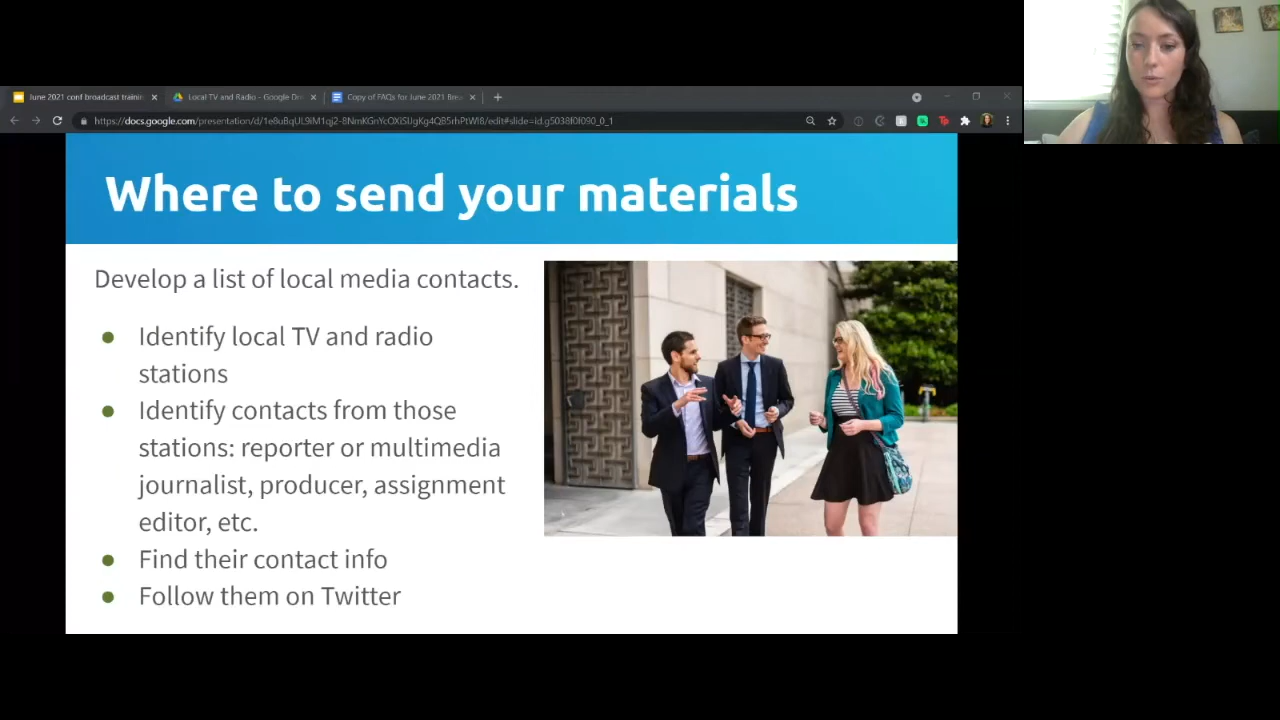 June 2021 conf broadcast trainin
Local TV and Radio - Google Dri
Copy of FAQs for June 2021 Brea
Where to send your materials
Develop a list of local media contacts.
● Identify local TV and radio
stations
● Identify contacts from those
stations: reporter or multimedia
journalist, producer, assignment
editor, etc.
● Find their contact info
● Follow them on Twitter